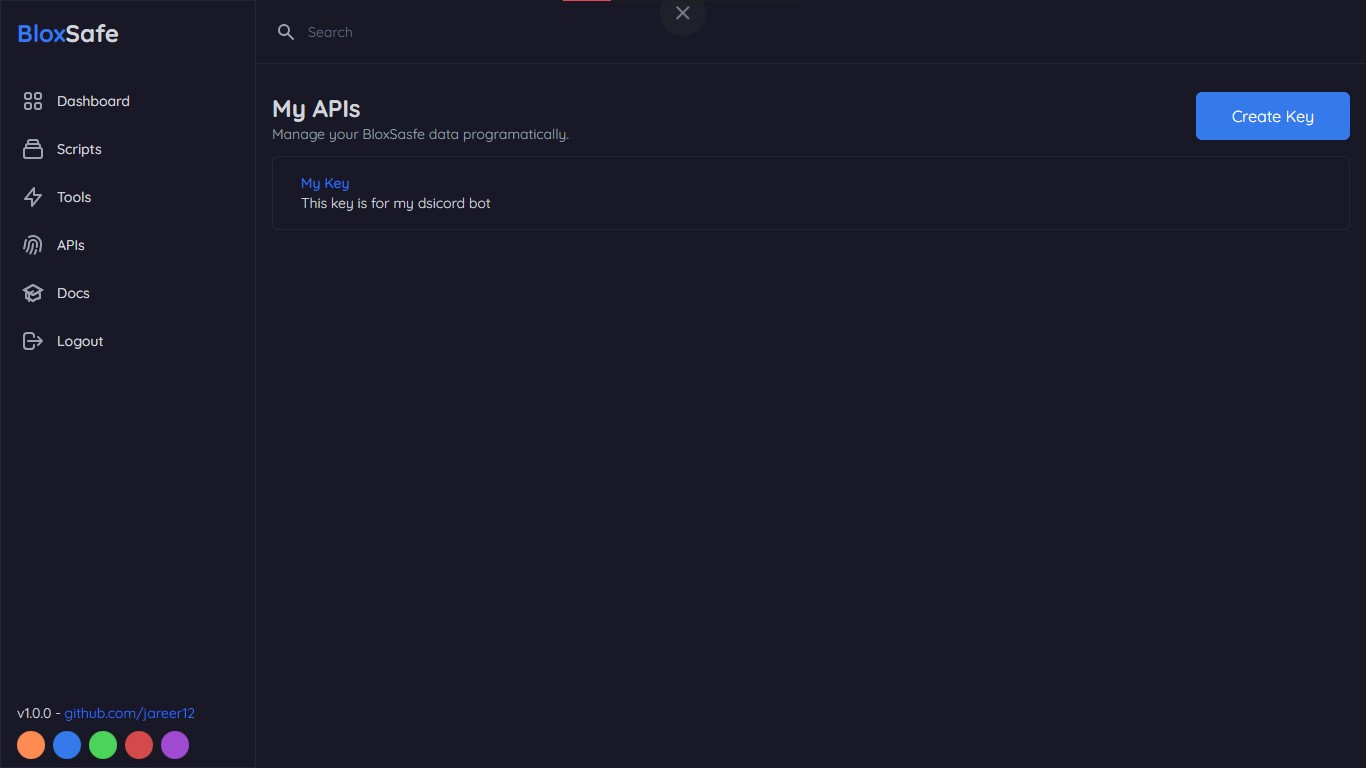 BloxSafe
Search
Dashboard
Scripts
Tools
APIs
Docs
Logout
My APIs
Manage your BloxSasfe data programatically.
Create Key
My Key
This key is for my dsicord bot
v1.0.0 - github.com/jareer12